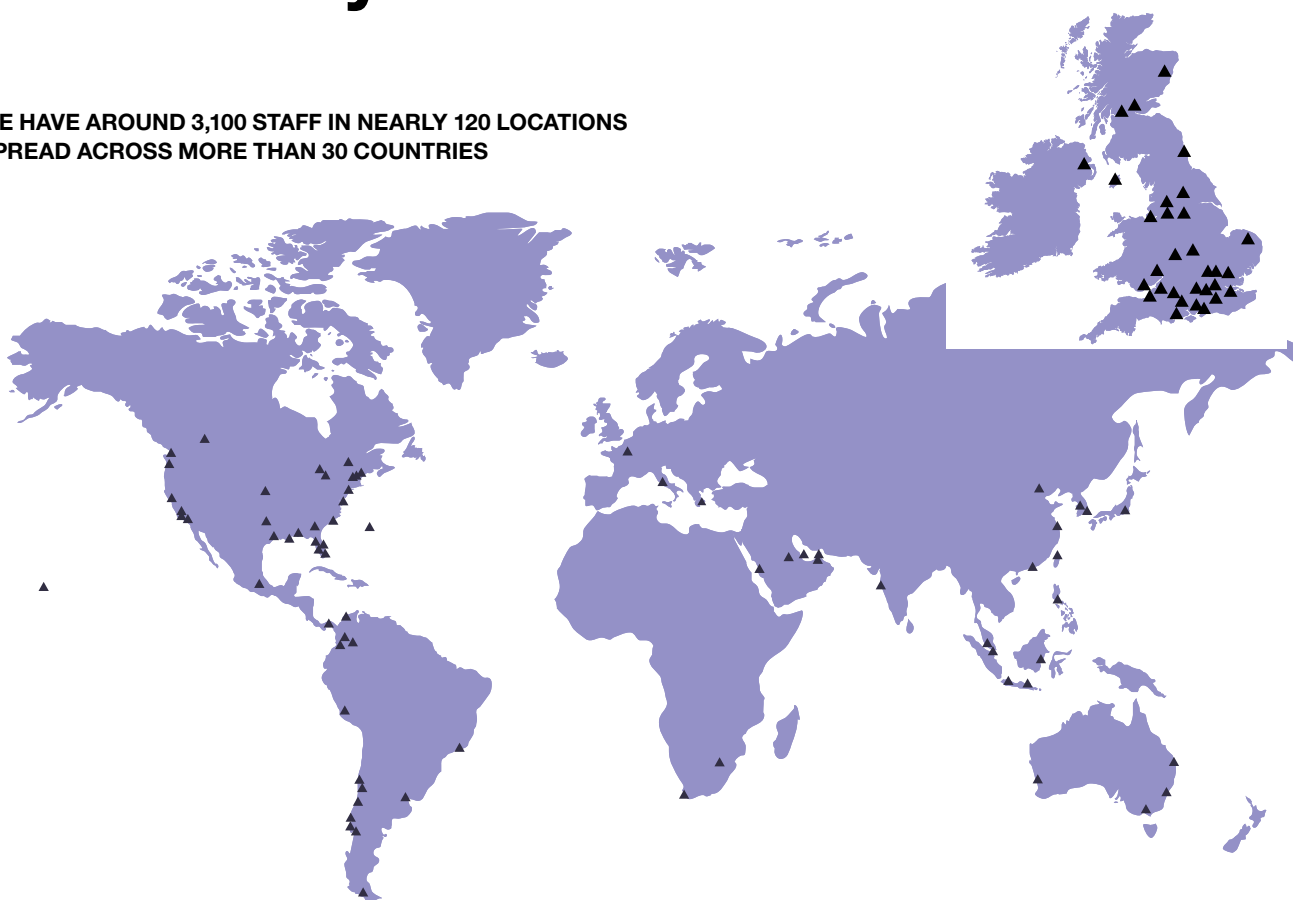 E HAVE AROUND 3,100 STAFF IN NEARLY 120 LOCATIONS
PREAD ACROSS MORE THAN 30 COUNTRIES